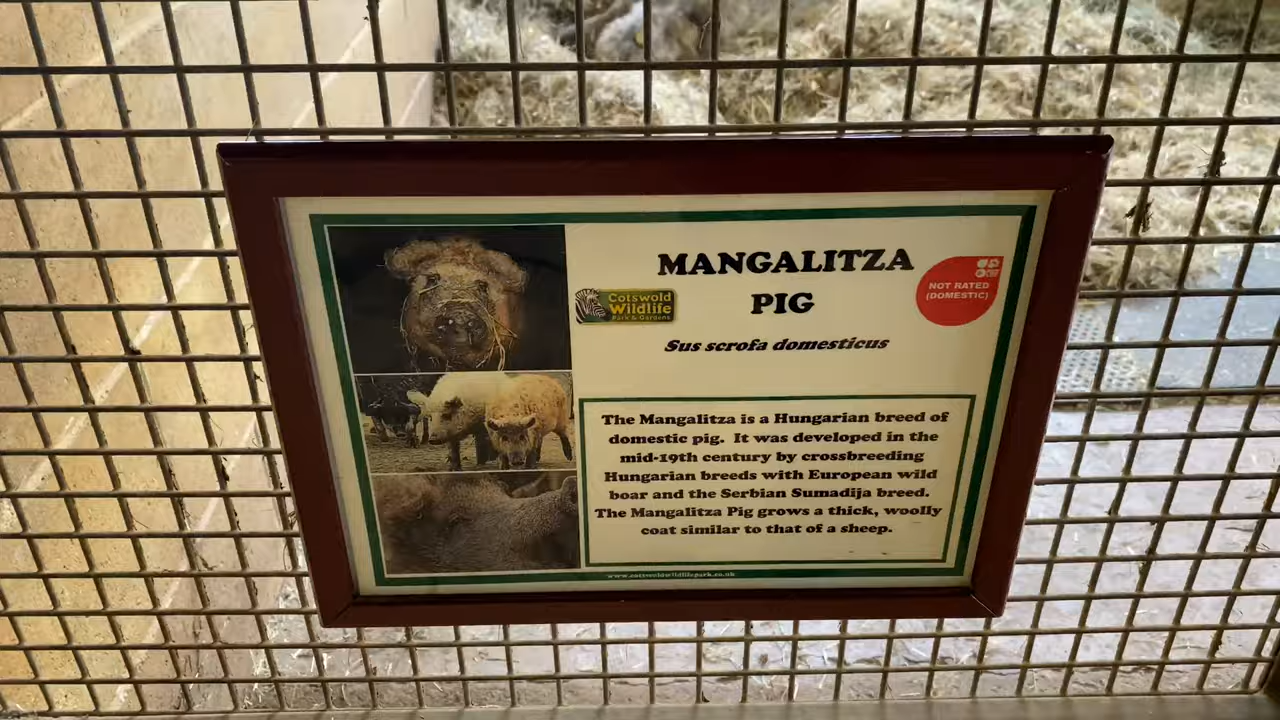 MANGALITZA
PIG
Cotswold
Wildlife
Park & Gardens
NOT RATED
(DOMESTIC)
Sus scrofa domesticus
The Mangalitza is a Hungarian breed of
domestic pig. It was developed in the
mid-19th century by crossbreeding
Hungarian breeds with European wild
boar and the Serbian Sumadija breed.
The Mangalitza Pig grows a thick, woolly
coat similar to that of a sheep.
www.cotswoldwildlifepark.co.uk